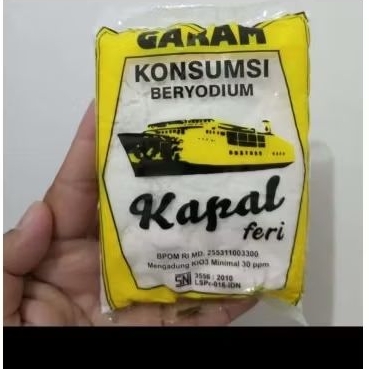 GARAM
KONSUMSI
BERYODIUM
Kapal
feri
BPOM RI MD: 255311003300
Mengadung KIO3 Minimal 30 ppm
SNI 3556 : 2010
LSPr-016-IDN